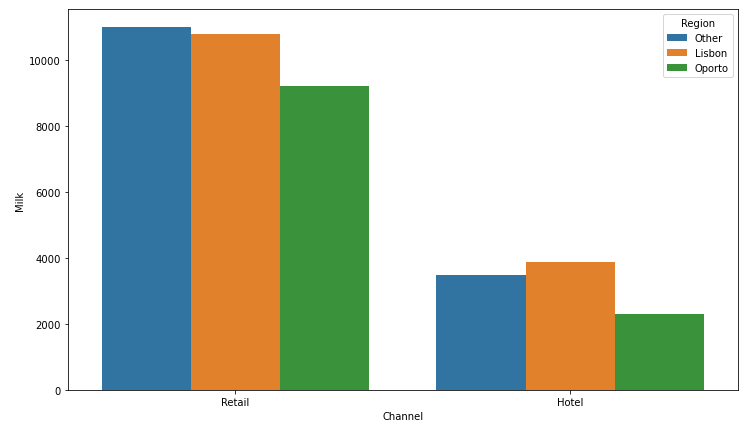 Region
Other
Lisbon
Oporto
10000
8000
6000
4000
2000
0
Milk
Retail
Hotel
Channel